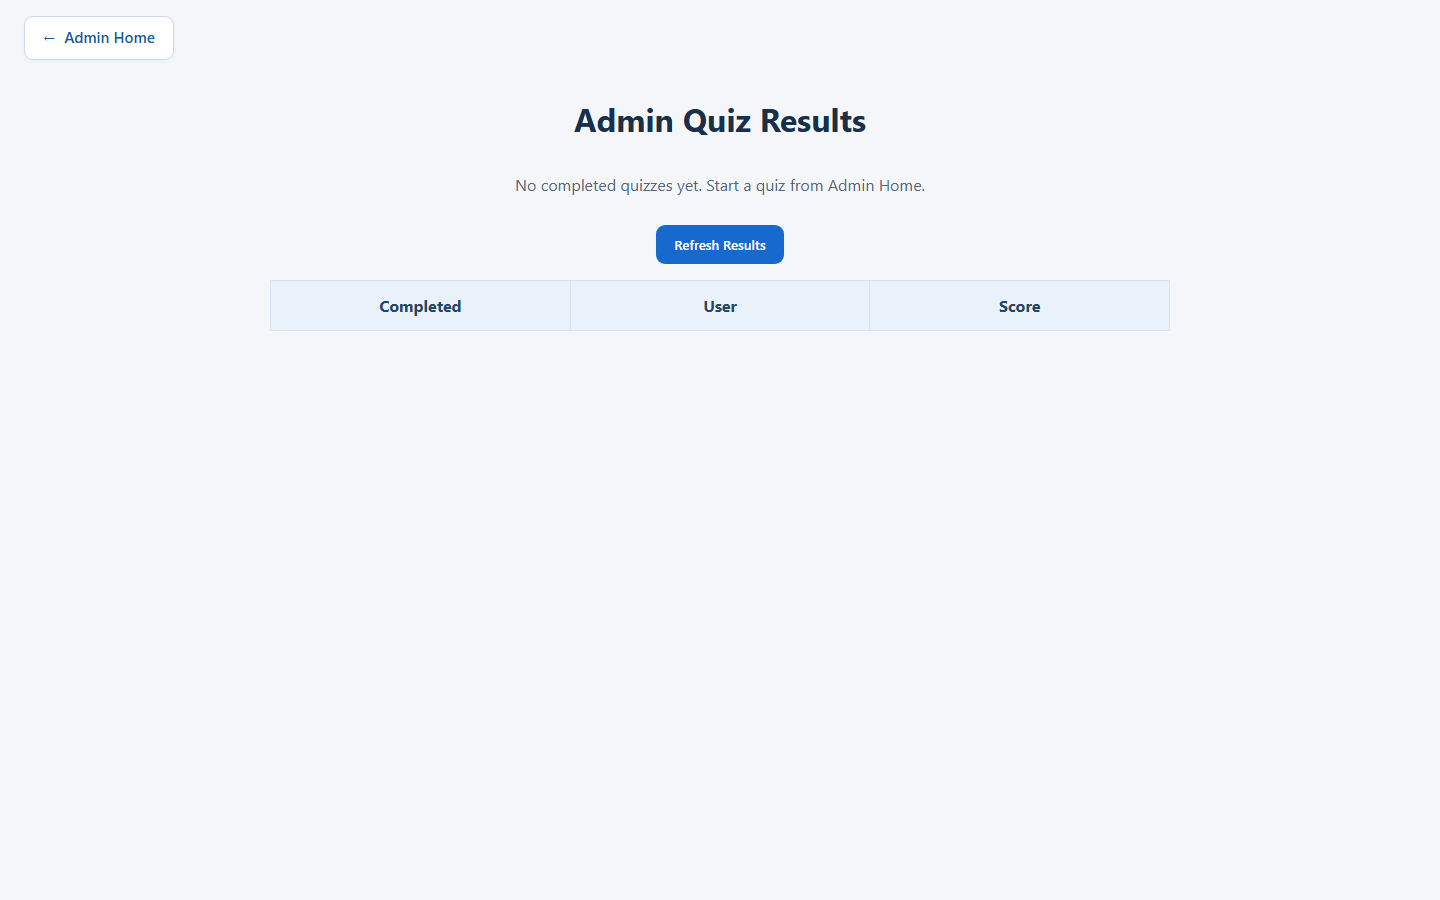 ← Admin Home
Admin Quiz Results
No completed quizzes yet. Start a quiz from Admin Home.
Refresh Results
Completed User Score